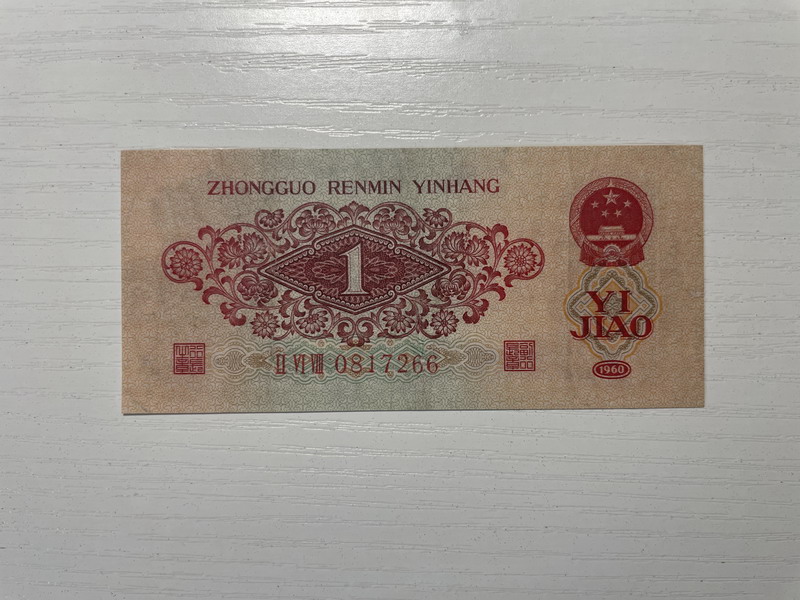 ZHONGGUO RENMIN YINHANG
1
YI
JIAO
II VI VIII 0817266
1960